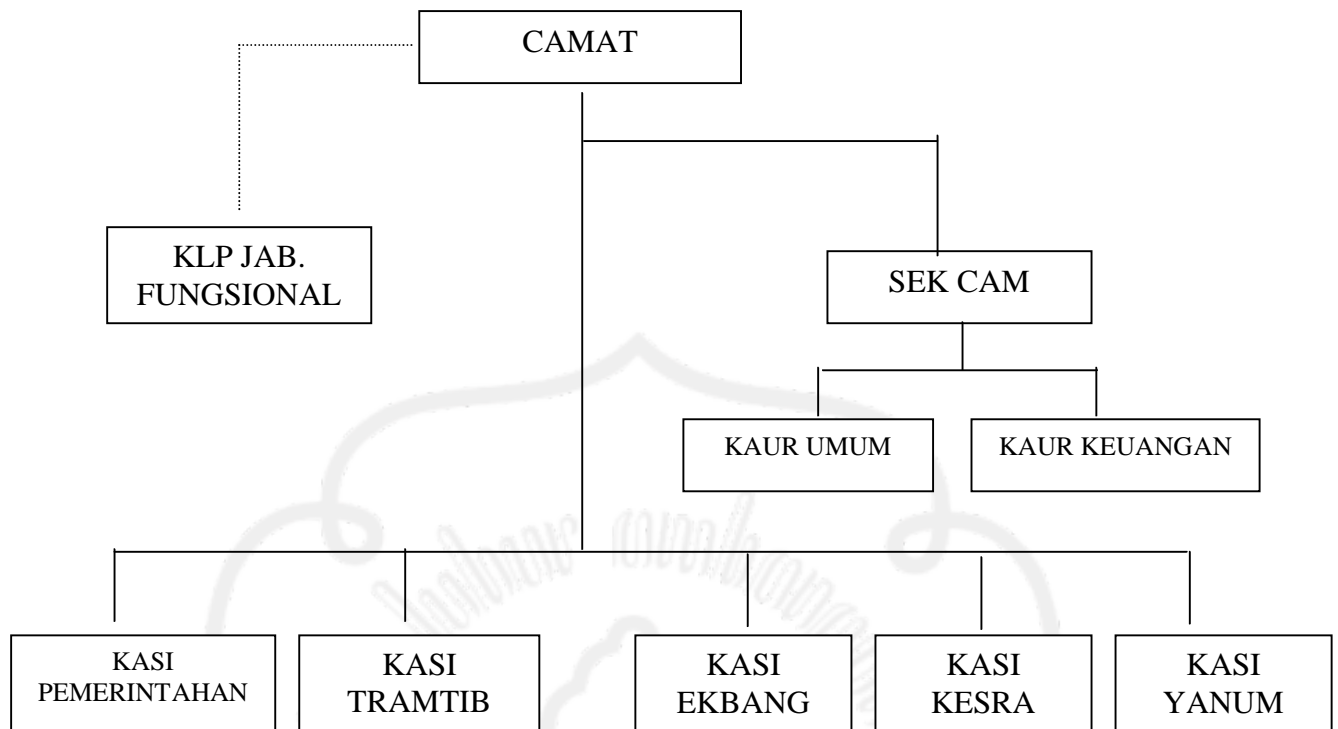 CAMAT
KLP JAB.
FUNGSIONAL
SEK CAM
KAUR UMUM
KAUR KEUANGAN
KASI
PEMERINTAHAN
KASI
TRAMTIB
KASI
EKBANG
KASI
KESRA
KASI
YANUM